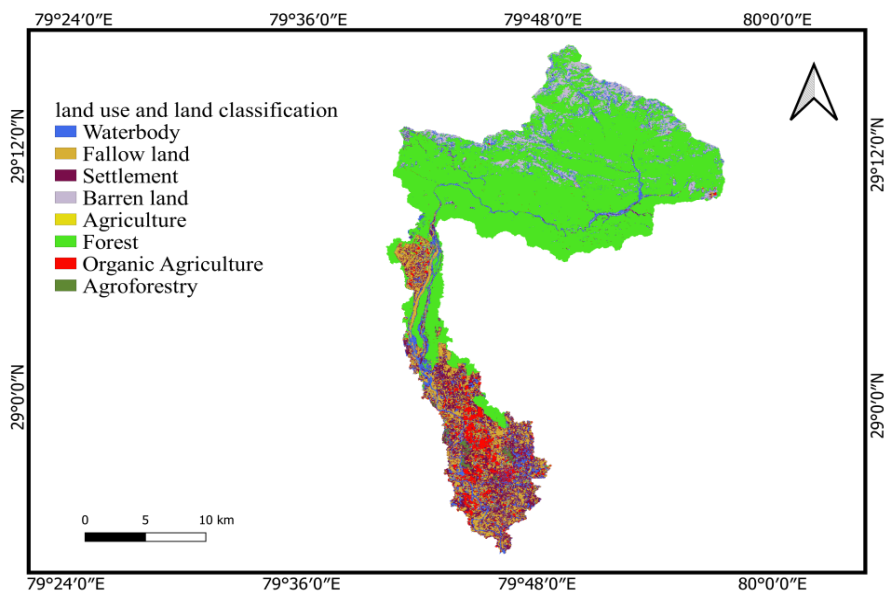 79°24′0″E 79°36′0″E 79°48′0″E 80°0′0″E
29°12′0″N 29°12′0″N
land use and land classification
Waterbody
Fallow land
Settlement
Barren land
Agriculture
Forest
Organic Agriculture
Agroforestry
29°0′0″N 29°0′0″N
0 5 10 km
79°24′0″E 79°36′0″E 79°48′0″E 80°0′0″E